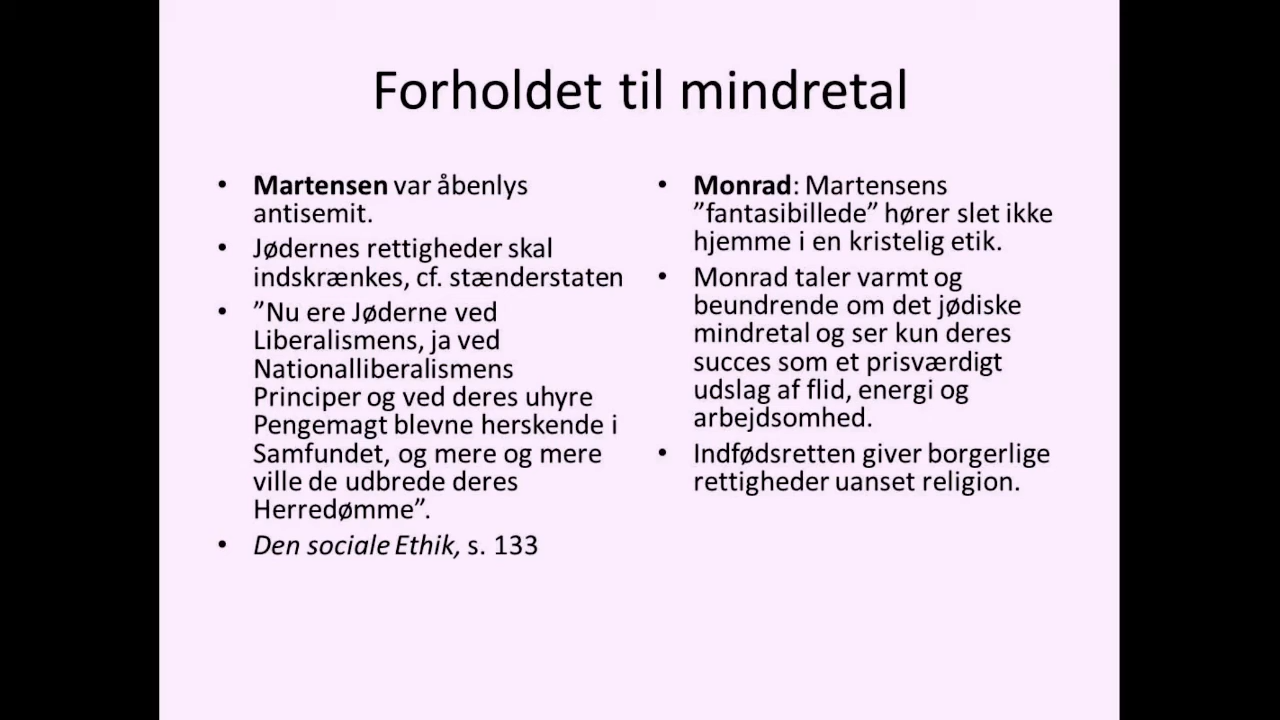 Forholdet til mindretal
• Martensen var åbenlys
antisemit.
• Jødernes rettigheder skal
indskrænkes, cf. stænderstaten
• ”Nu ere Jøderne ved
Liberalismens, ja ved
Nationalliberalismens
Principer og ved deres uhyre
Pengemagt blevne herskende i
Samfundet, og mere og mere
ville de udbrede deres
Herredømme”.
• Den sociale Ethik, s. 133
• Monrad: Martensens
”fantasibillede” hører slet ikke
hjemme i en kristelig etik.
• Monrad taler varmt og
beundrende om det jødiske
mindretal og ser kun deres
succes som et prisværdigt
udslag af flid, energi og
arbejdsomhed.
• Indfødsretten giver borgerlige
rettigheder uanset religion.